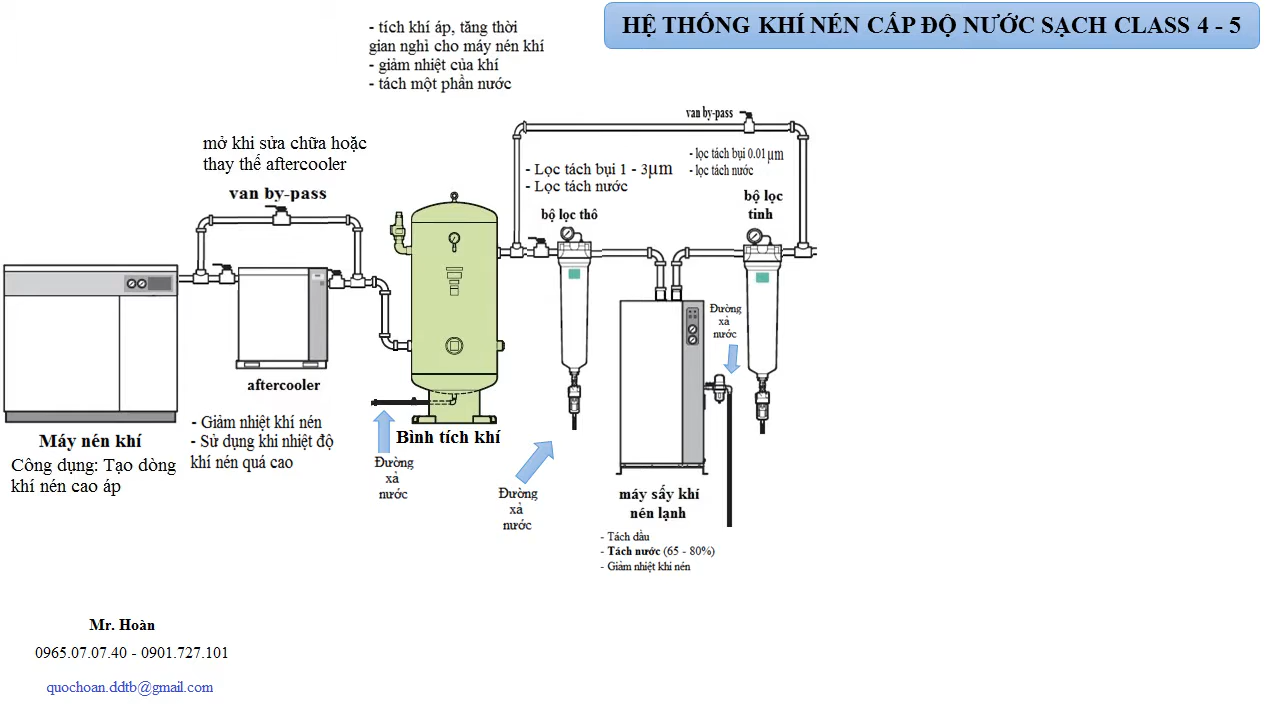 HỆ THỐNG KHÍ NÉN CẤP ĐỘ NƯỚC SẠCH CLASS 4 - 5
- tích khí áp, tăng thời
gian nghỉ cho máy nén khí
- giảm nhiệt của khí
- tách một phần nước
mở khi sửa chữa hoặc
thay thế aftercooler
van by-pass
van by-pass
- Lọc tách bụi 1 - 3µm
- Lọc tách nước
- lọc tách bụi 0.01µm
- lọc tách nước
bộ lọc thô
bộ lọc
tinh
Đường
xả
nước
aftercooler
- Giảm nhiệt khí nén
- Sử dụng khi nhiệt độ
khí nén quá cao
Máy nén khí
Công dụng: Tạo dòng
khí nén cao áp
Bình tích khí
Đường
xả
nước
Đường
xả
nước
máy sấy khí
nén lạnh
- Tách dầu
- Tách nước (65 - 80%)
- Giảm nhiệt khi nén
Mr. Hoàn
0965.07.07.40 - 0901.727.101
quochoan.ddtb@gmail.com